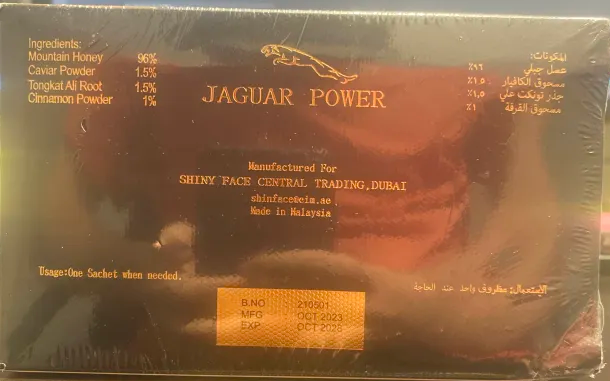 Ingredients:
Mountain Honey 96%
Caviar Powder 1.5%
Tongkat Ali Root 1.5%
Cinnamon Powder 1%
المكونات:
عسل جبلي ٩٦٪
مسحوق الكافيار ١،٥٪
جذر تونكت علي ١،٥٪
مسحوق القرفة ١٪
JAGUAR POWER
Manufactured For
SHINY FACE CENTRAL TRADING,DUBAI
shinface@eim.ae
Made in Malaysia
Usage:One Sachet when needed.
الإستعمال: مظروف واحد عند الحاجة
B.NO 210501
MFG OCT 2023
EXP OCT